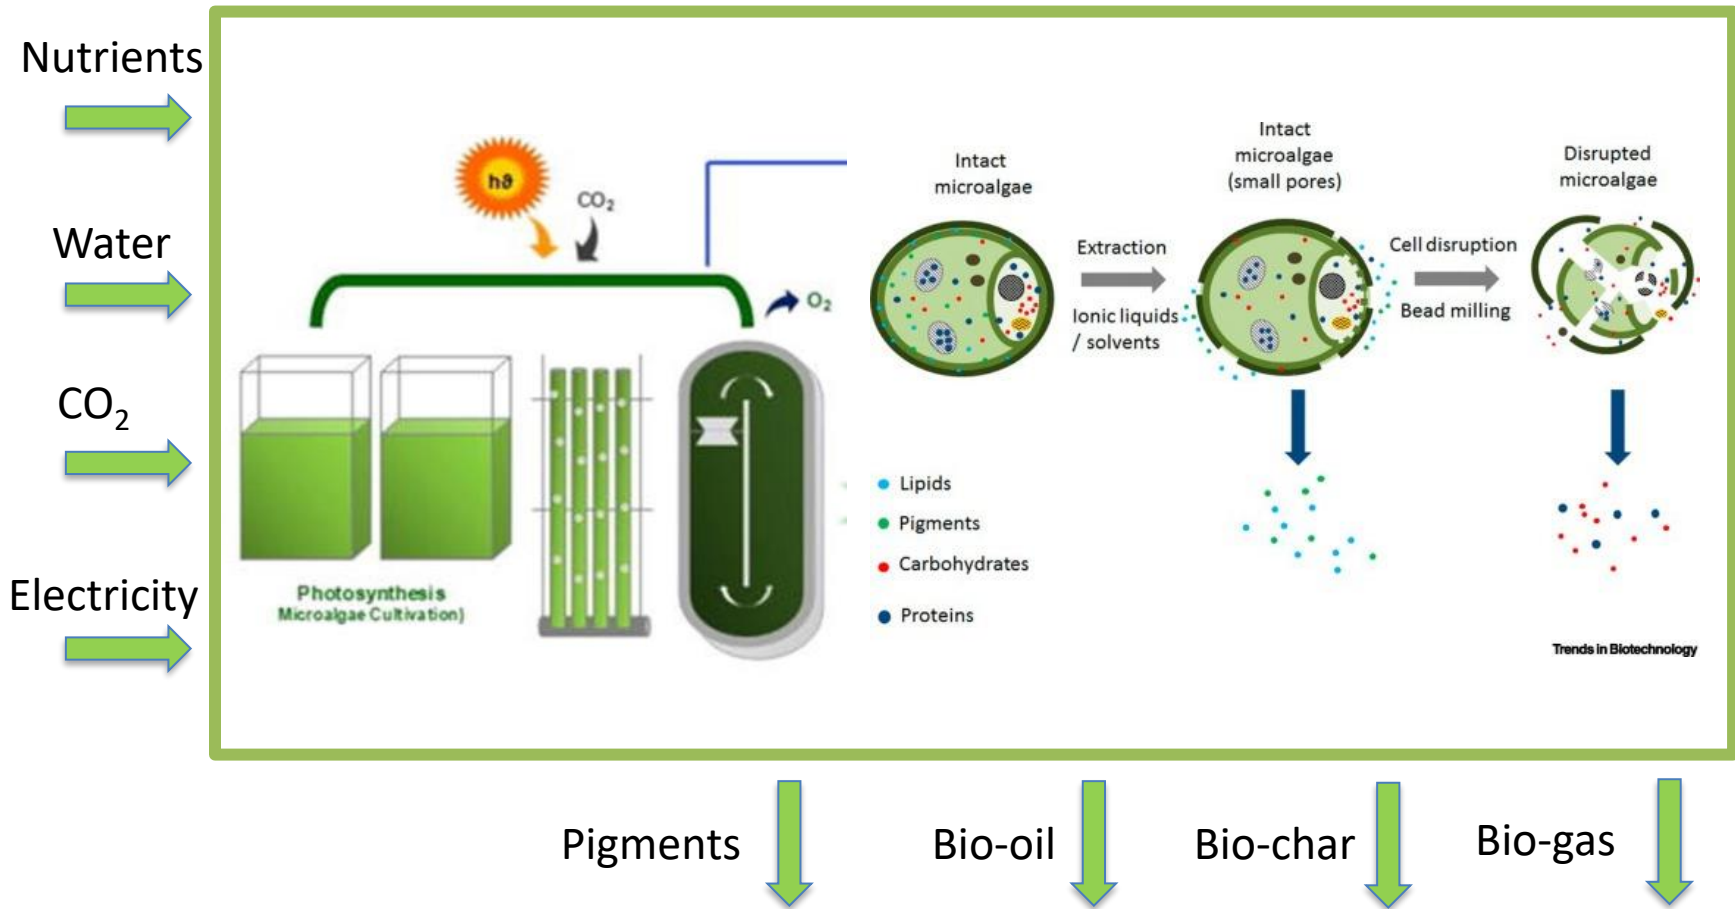 Nutrients
Water
CO₂
Electricity
hϑ
CO₂
O₂
Photosynthesis
Microalgae Cultivation)
Intact
microalgae
Extraction
Ionic liquids
/ solvents
Intact
microalgae
(small pores)
Cell disruption
Bead milling
Disrupted
microalgae
Lipids
Pigments
Carbohydrates
Proteins
Trends in Biotechnology
Pigments
Bio-oil
Bio-char
Bio-gas